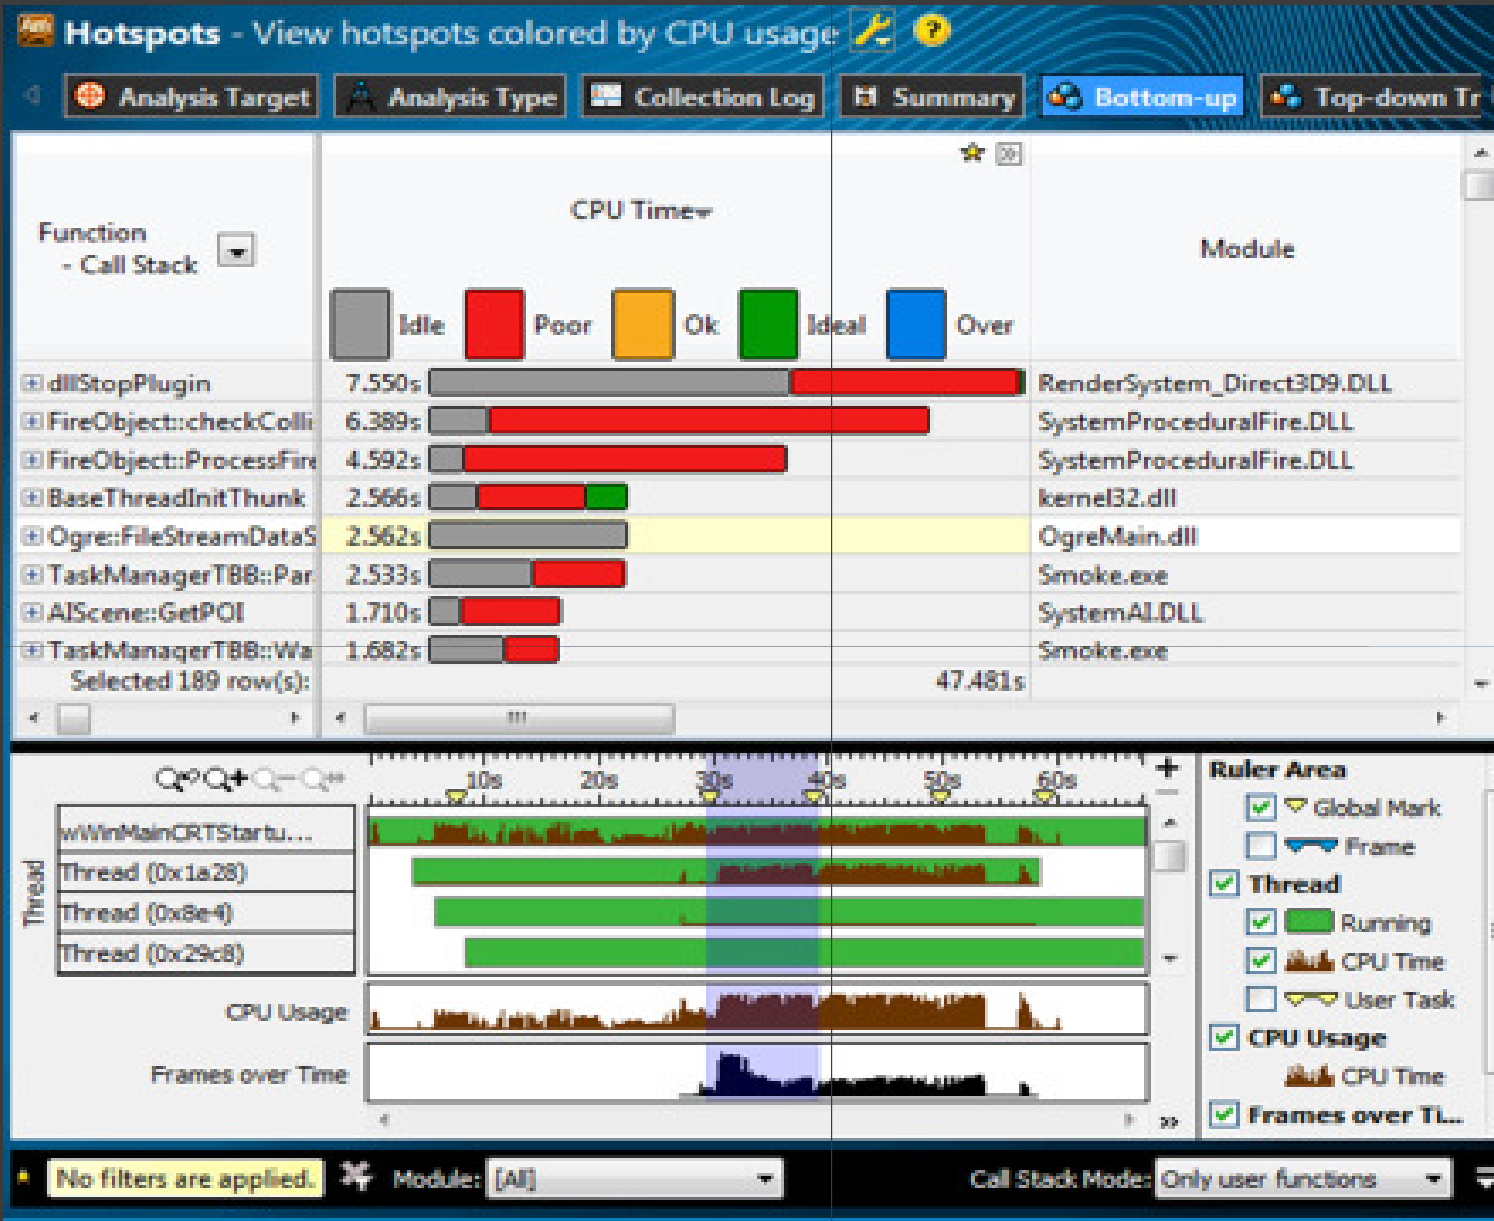 Hotspots - View hotspots colored by CPU usage ?
Analysis Target Analysis Type Collection Log Summary Bottom-up Top-down Tr
CPU Time
Function
- Call Stack
Module
Idle Poor Ok Ideal Over
dllStopPlugin 7.550s RenderSystem_Direct3D9.DLL
FireObject::checkColli 6.389s SystemProceduralFire.DLL
FireObject::ProcessFire 4.592s SystemProceduralFire.DLL
BaseThreadInitThunk 2.566s kernel32.dll
Ogre::FileStreamDataS 2.562s OgreMain.dll
TaskManagerTBB::Par 2.533s Smoke.exe
AIScene::GetPOI 1.710s SystemAI.DLL
TaskManagerTBB::Wa 1.682s Smoke.exe
Selected 189 row(s): 47.481s
10s 20s 30s 40s 50s 60s
Thread
wWinMainCRTStartu...
Thread (0x1a28)
Thread (0x8e4)
Thread (0x29c8)
CPU Usage
Frames over Time
Ruler Area
Global Mark
Frame
Thread
Running
CPU Time
User Task
CPU Usage
CPU Time
Frames over Ti...
No filters are applied. Module: [All] Call Stack Mode: Only user functions